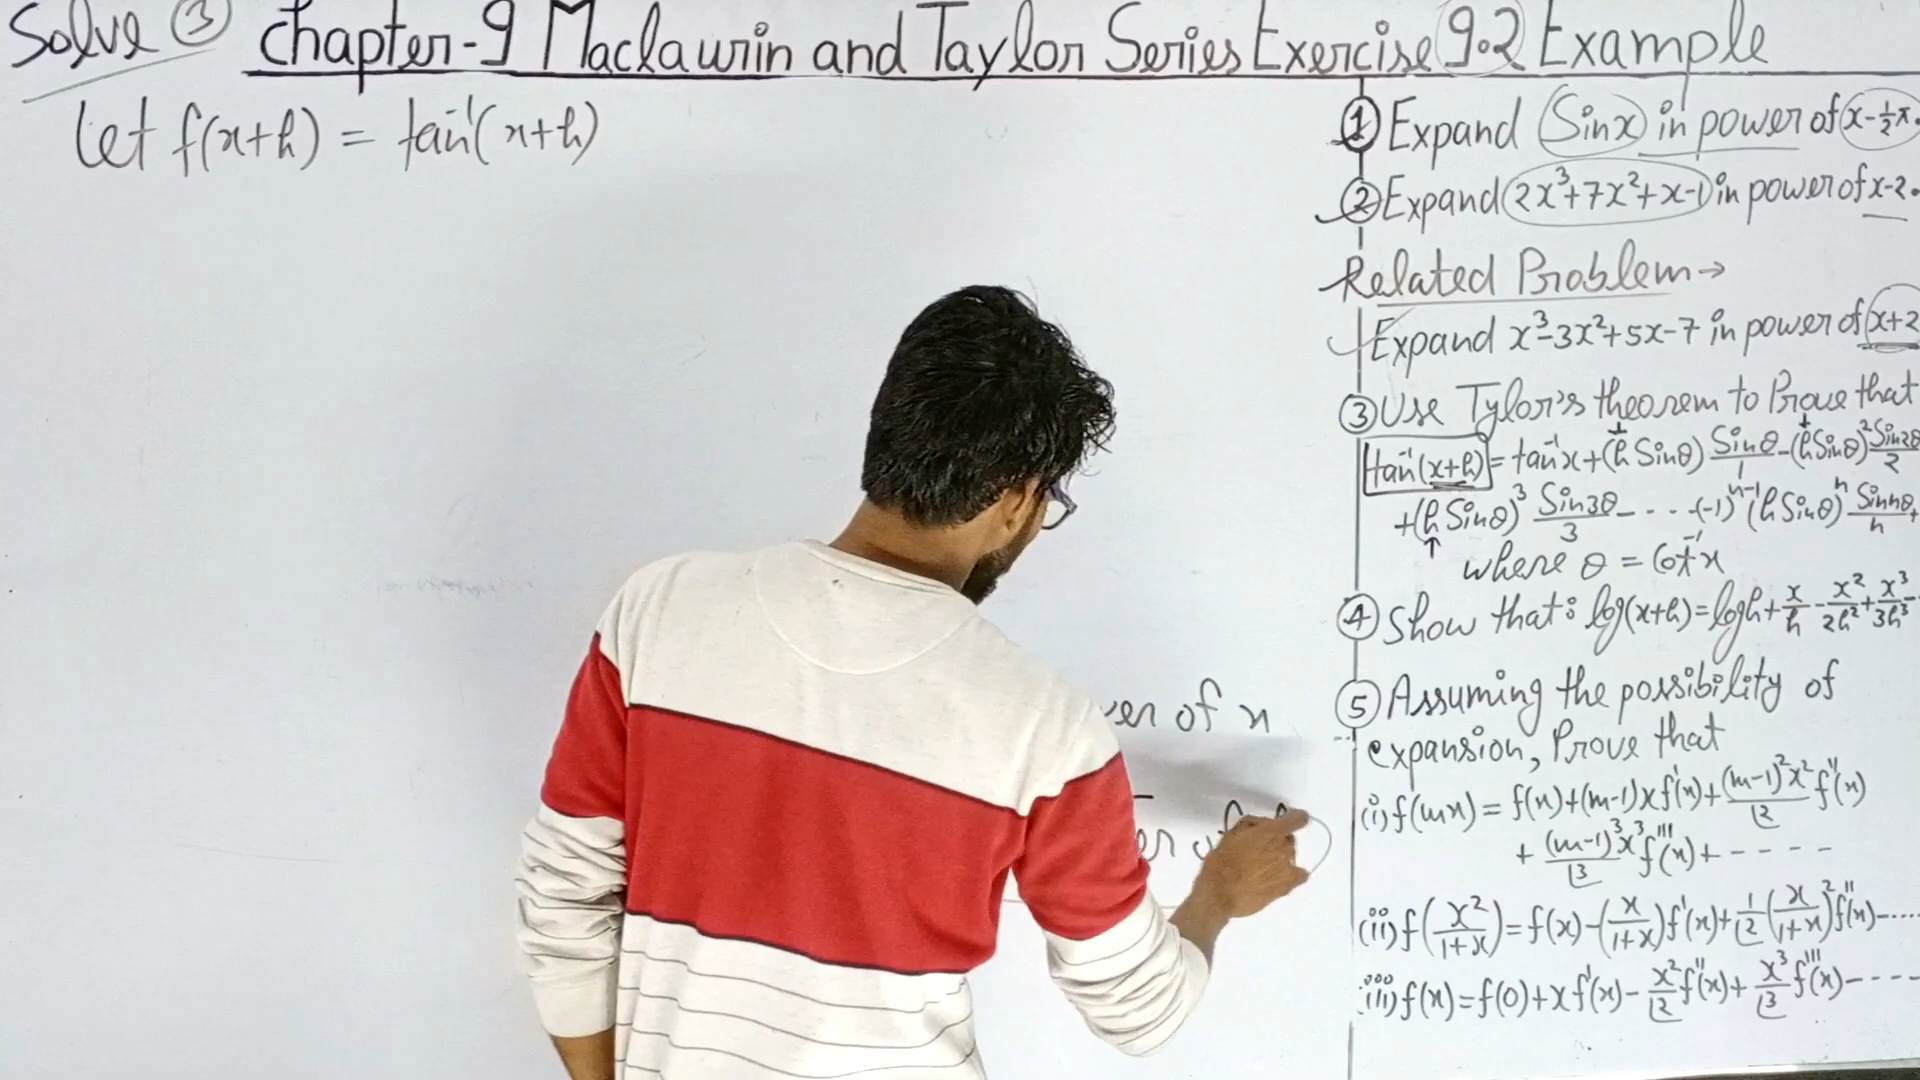 Solve ③ Chapter-9 Maclaurin and Taylor Series Exercise 9.2 Example
Let f(x+h) = tan⁻¹(x+h)
① Expand Sinx in power of x-½π.
② Expand 2x³+7x²+x-1 in power of x-2.
Related Problem→
Expand x³-3x²+5x-7 in power of x+2
③ Use Tylor's theorem to Prove that
tan⁻¹(x+h) = tan⁻¹x+(h Sinθ) Sinθ/1 -(h Sinθ)² Sin2θ/2
+(h Sinθ)³ Sin3θ/3 - - - - (-1)ⁿ⁻¹(h Sinθ)ⁿ Sinnθ/n +
where θ = Cot⁻¹x
④ Show that: log(x+h)=logh+x/h - x²/2h² + x³/3h³ -
⑤ Assuming the possibility of
expansion, Prove that
(i) f(mx) = f(x)+(m-1)xf'(x)+(m-1)²x²/⌊2 f''(x)
+ (m-1)³x³/⌊3 f'''(x)+ - - - -
(ii) f(x²/1+x) = f(x)-(x/1+x)f'(x)+1/⌊2(x/1+x)²f''(x)-....
(iii) f(x)=f(0)+xf'(x)-x²/⌊2 f''(x)+x³/⌊3 f'''(x)----
of x